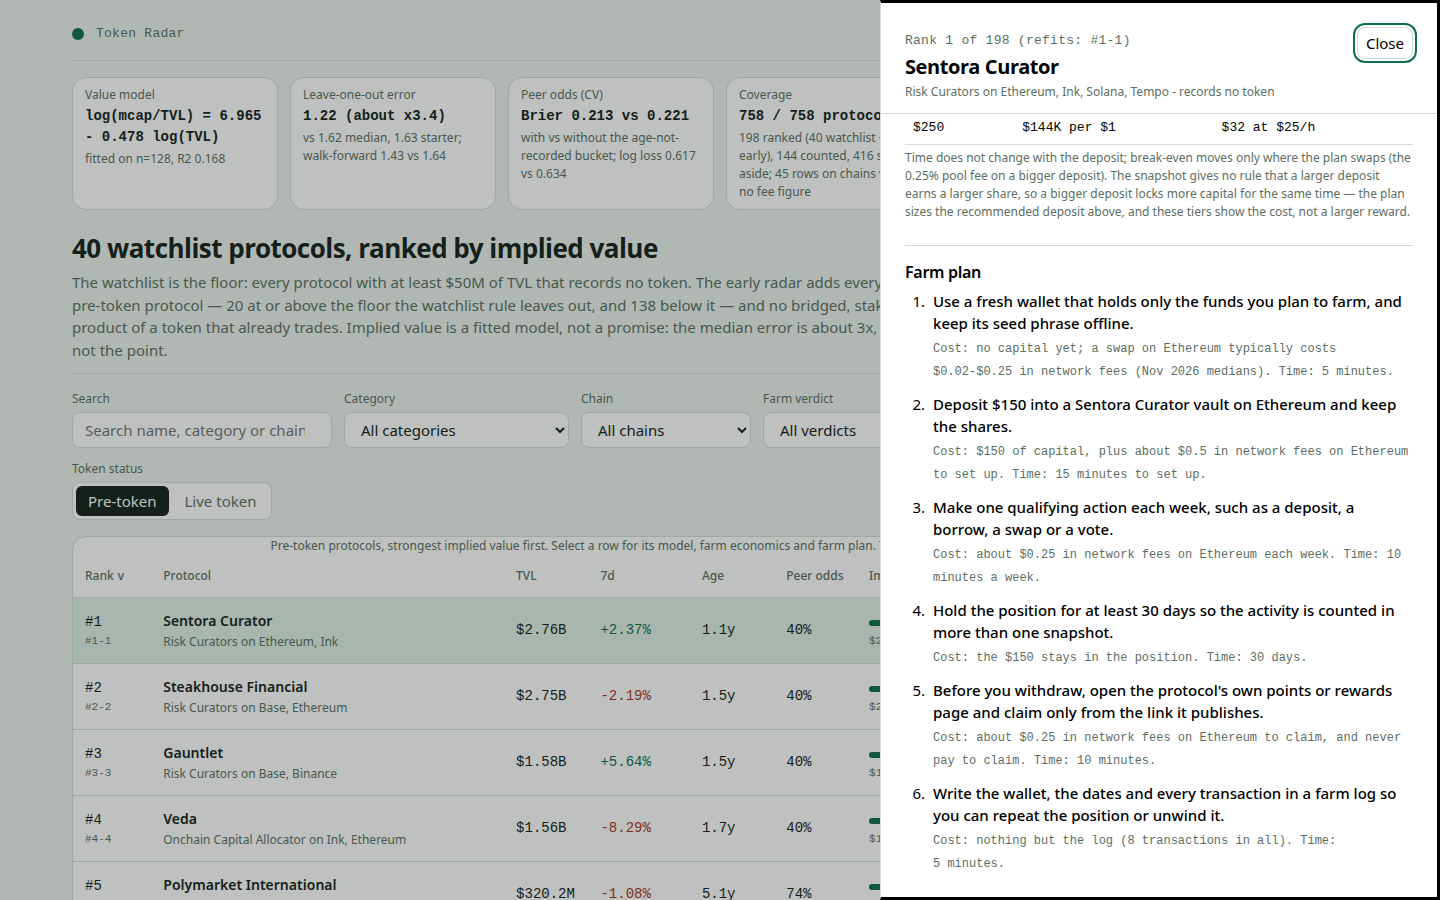 Token Radar
Value model
log(mcap/TVL) = 6.965
- 0.478 log(TVL)
fitted on n=128, R2 0.168
Leave-one-out error
1.22 (about x3.4)
vs 1.62 median, 1.63 starter;
walk-forward 1.43 vs 1.64
Peer odds (CV)
Brier 0.213 vs 0.221
with vs without the age-not-
recorded bucket; log loss 0.617
vs 0.634
Coverage
758 / 758 protoco
198 ranked (40 watchlist
early), 144 counted, 416 s
aside; 45 rows on chains
no fee figure
40 watchlist protocols, ranked by implied value
The watchlist is the floor: every protocol with at least $50M of TVL that records no token. The early radar adds every
pre-token protocol — 20 at or above the floor the watchlist rule leaves out, and 138 below it — and no bridged, stak
product of a token that already trades. Implied value is a fitted model, not a promise: the median error is about 3x,
not the point.
Search
Category
Chain
Farm verdict
Search name, category or chain
All categories
All chains
All verdicts
Token status
Pre-token
Live token
Pre-token protocols, strongest implied value first. Select a row for its model, farm economics and farm plan.
Rank v
Protocol
TVL
7d
Age
Peer odds
Im
#1
Sentora Curator
$2.76B
+2.37%
1.1y
40%
#1-1
Risk Curators on Ethereum, Ink
#2
Steakhouse Financial
$2.75B
-2.19%
1.5y
40%
#2-2
Risk Curators on Base, Ethereum
#3
Gauntlet
$1.58B
+5.64%
1.5y
40%
#3-3
Risk Curators on Base, Binance
#4
Veda
$1.56B
-8.29%
1.7y
40%
#4-4
Onchain Capital Allocator on Ink, Ethereum
#5
Polymarket International
$320.2M
-1.08%
5.1y
74%
Rank 1 of 198 (refits: #1-1)
Close
Sentora Curator
Risk Curators on Ethereum, Ink, Solana, Tempo - records no token
$250
$144K per $1
$32 at $25/h
Time does not change with the deposit; break-even moves only where the plan swaps (the
0.25% pool fee on a bigger deposit). The snapshot gives no rule that a larger deposit
earns a larger share, so a bigger deposit locks more capital for the same time — the plan
sizes the recommended deposit above, and these tiers show the cost, not a larger reward.
Farm plan
1. Use a fresh wallet that holds only the funds you plan to farm, and
keep its seed phrase offline.
Cost: no capital yet; a swap on Ethereum typically costs
$0.02-$0.25 in network fees (Nov 2026 medians). Time: 5 minutes.
2. Deposit $150 into a Sentora Curator vault on Ethereum and keep
the shares.
Cost: $150 of capital, plus about $0.5 in network fees on Ethereum
to set up. Time: 15 minutes to set up.
3. Make one qualifying action each week, such as a deposit, a
borrow, a swap or a vote.
Cost: about $0.25 in network fees on Ethereum each week. Time: 10
minutes a week.
4. Hold the position for at least 30 days so the activity is counted in
more than one snapshot.
Cost: the $150 stays in the position. Time: 30 days.
5. Before you withdraw, open the protocol's own points or rewards
page and claim only from the link it publishes.
Cost: about $0.25 in network fees on Ethereum to claim, and never
pay to claim. Time: 10 minutes.
6. Write the wallet, the dates and every transaction in a farm log so
you can repeat the position or unwind it.
Cost: nothing but the log (8 transactions in all). Time:
5 minutes.